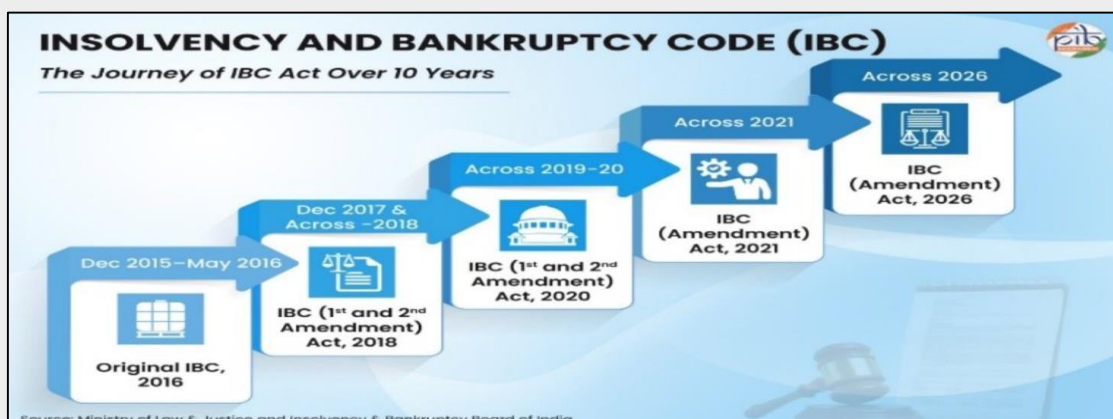 INSOLVENCY AND BANKRUPTCY CODE (IBC)
The Journey of IBC Act Over 10 Years
pib
Dec 2015–May 2016
Original IBC,
2016
Dec 2017 &
Across -2018
IBC (1st and 2nd
Amendment)
Act, 2018
Across 2019-20
IBC (1st and 2nd
Amendment)
Act, 2020
Across 2021
IBC
(Amendment)
Act, 2021
Across 2026
IBC
(Amendment)
Act, 2026
Source: Ministry of Law & Justice and Insolvency & Bankruptcy Board of India